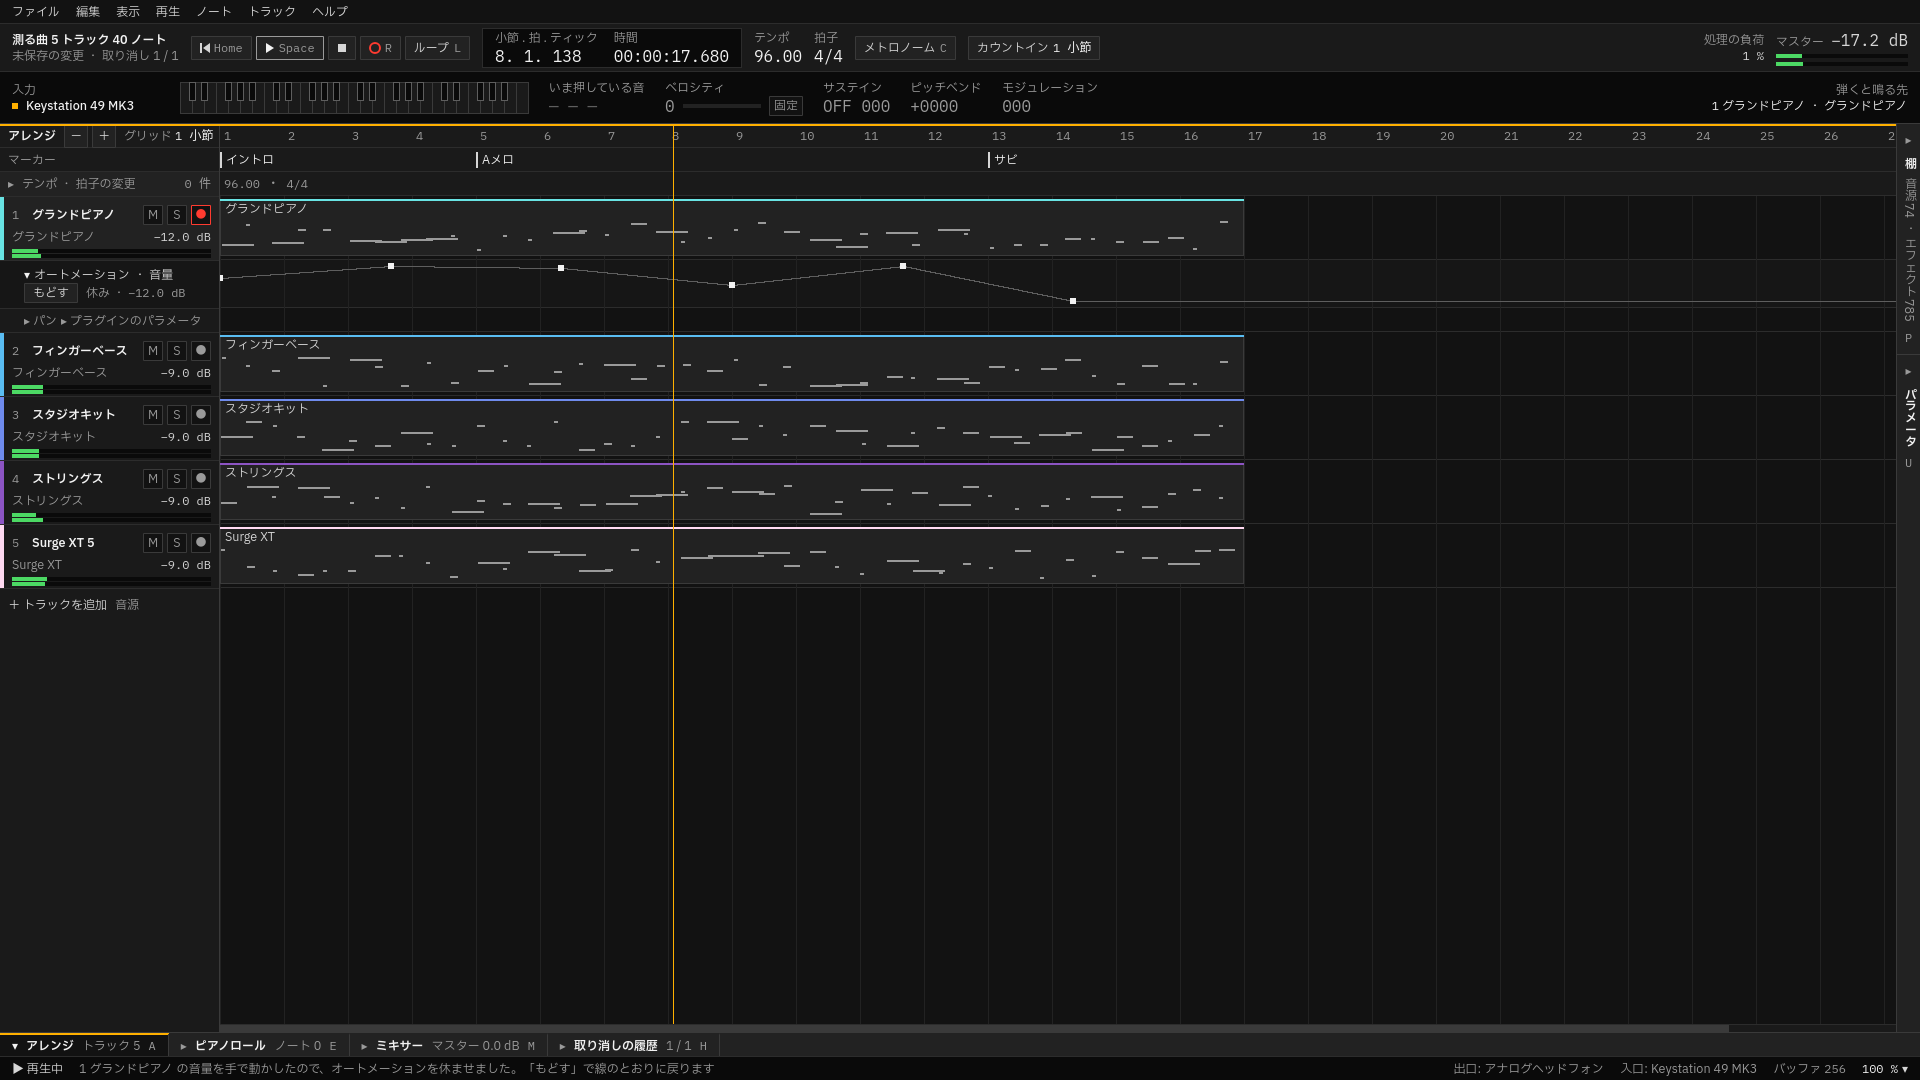 ファイル 編集 表示 再生 ノート トラック ヘルプ
測る曲 5 トラック 40 ノート
未保存の変更 · 取り消し 1 / 1
Home Space R ループ L
小節 . 拍 . ティック 時間 テンポ 拍子
8. 1. 138 00:00:17.680 96.00 4/4
メトロノーム C カウントイン 1 小節
処理の負荷 マスター −17.2 dB
1 %
入力
Keystation 49 MK3
いま押している音 ベロシティ サステイン ピッチベンド モジュレーション
— — — 0 固定 OFF 000 +0000 000
弾くと鳴る先
1 グランドピアノ · グランドピアノ
アレンジ − + グリッド 1 小節
1 2 3 4 5 6 7 8 9 10 11 12 13 14 15 16 17 18 19 20 21 22 23 24 25 26 2
マーカー イントロ Aメロ サビ
▸ テンポ · 拍子の変更 0 件 96.00 · 4/4
1 グランドピアノ M S
グランドピアノ −12.0 dB
グランドピアノ
▾ オートメーション · 音量
もどす 休み · −12.0 dB
▸ パン ▸ プラグインのパラメータ
2 フィンガーベース M S
フィンガーベース −9.0 dB
フィンガーベース
3 スタジオキット M S
スタジオキット −9.0 dB
スタジオキット
4 ストリングス M S
ストリングス −9.0 dB
ストリングス
5 Surge XT 5 M S
Surge XT −9.0 dB
Surge XT
+ トラックを追加 音源
▸ 棚 音源 74 · エフェクト 785 P
▸ パラメータ U
▾ アレンジ トラック 5 A ▸ ピアノロール ノート 0 E ▸ ミキサー マスター 0.0 dB M ▸ 取り消しの履歴 1 / 1 H
▶ 再生中 1 グランドピアノ の音量を手で動かしたので、オートメーションを休ませました。「もどす」で線のとおりに戻ります
出口: アナログヘッドフォン 入口: Keystation 49 MK3 バッファ 256 100 % ▾